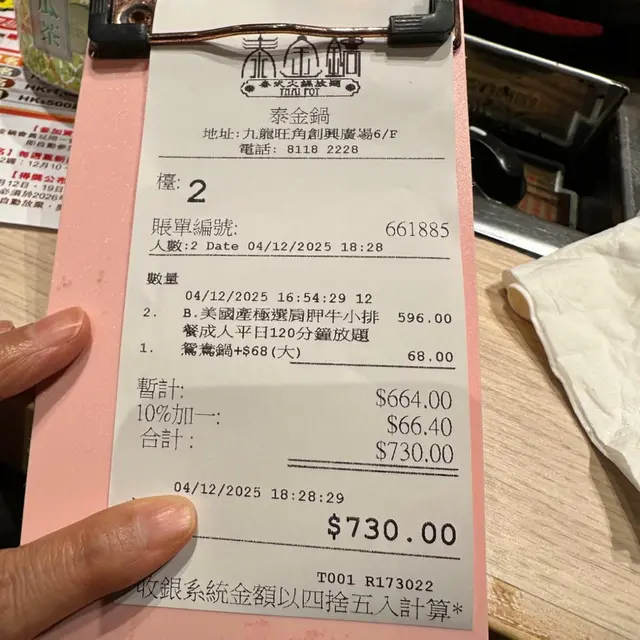 泰金鍋
泰式火鍋放題
THAI POT
泰金鍋
地址:九龍旺角創興廣場6/F
電話: 8118 2228
檯: 2
賬單編號: 661885
人數:2 Date 04/12/2025 18:28
數量
04/12/2025 16:54:29 12
2. B.美國產極選肩胛牛小排 596.00
餐成人平日120分鐘放題
1. 鴛鴦鍋+$68(大) 68.00
暫計: $664.00
10%加一: $66.40
合計: $730.00
04/12/2025 18:28:29
$730.00
T001 R173022
收銀系統金額以四捨五入計算*
瓜茶
HK$500